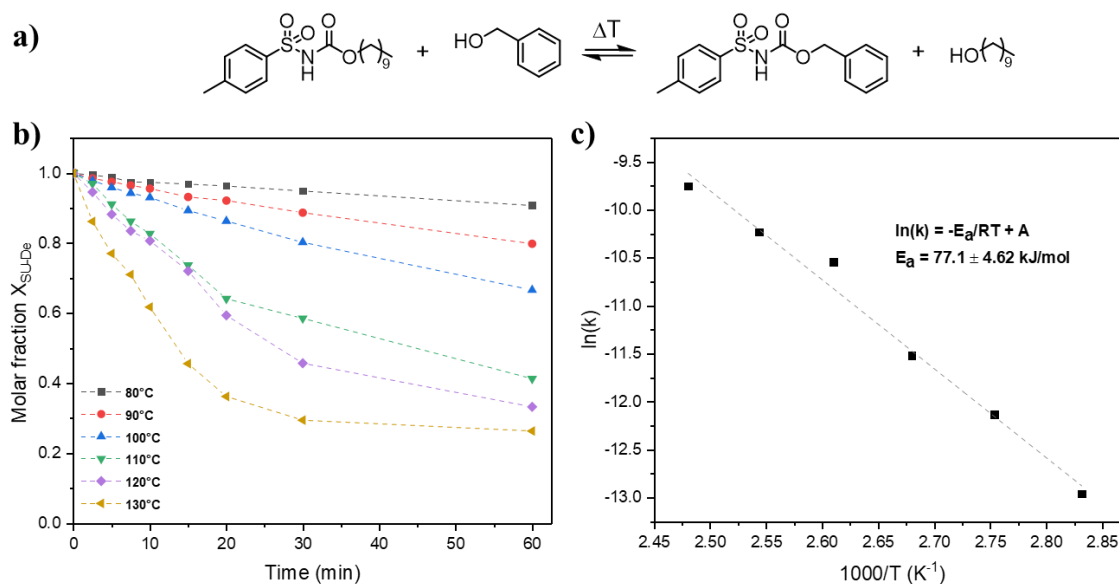 a)
O O
S
N
H
O
O
( )
9
+
HO
ΔT
O O
S
N
H
O
O
+
HO
( )
9
b)
Molar fraction X_SU-De
1.0
0.8
0.6
0.4
0.2
0.0
80°C
90°C
100°C
110°C
120°C
130°C
0 10 20 30 40 50 60
Time (min)
c)
ln(k)
-9.5
-10.0
-10.5
-11.0
-11.5
-12.0
-12.5
-13.0
ln(k) = -Ea/RT + A
Ea = 77.1 ± 4.62 kJ/mol
2.45 2.50 2.55 2.60 2.65 2.70 2.75 2.80 2.85
1000/T (K⁻¹)